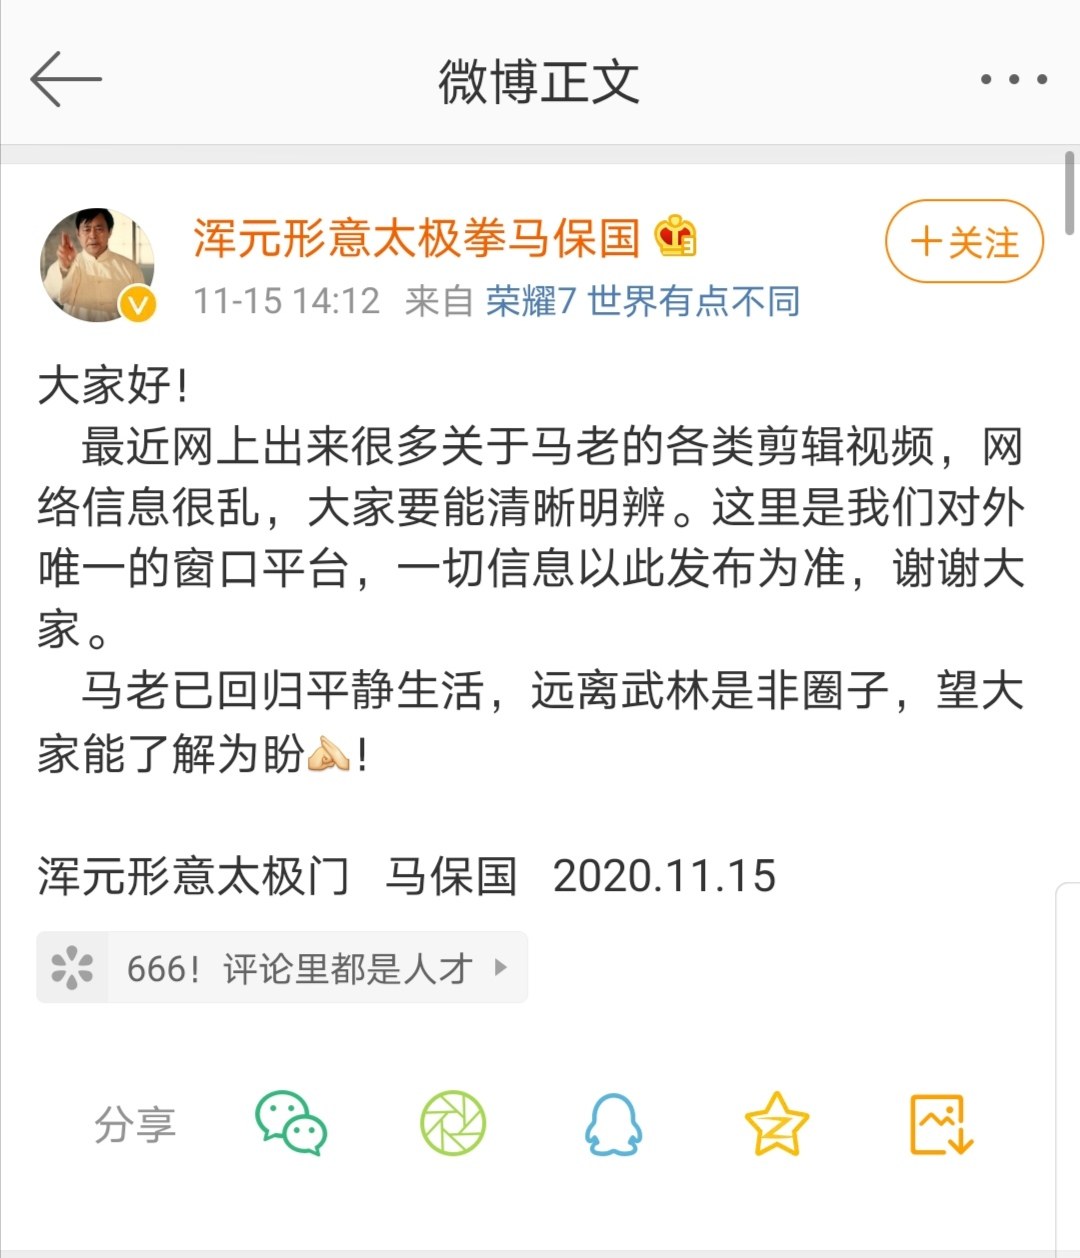 微博正文
浑元形意太极拳马保国
+关注
11-15 14:12 来自 荣耀7 世界有点不同
大家好!
最近网上出来很多关于马老的各类剪辑视频，网
络信息很乱，大家要能清晰明辨。这里是我们对外
唯一的窗口平台，一切信息以此发布为准，谢谢大
家。
马老已回归平静生活，远离武林是非圈子，望大
家能了解为盼🙏!
浑元形意太极门 马保国 2020.11.15
666! 评论里都是人才
分享